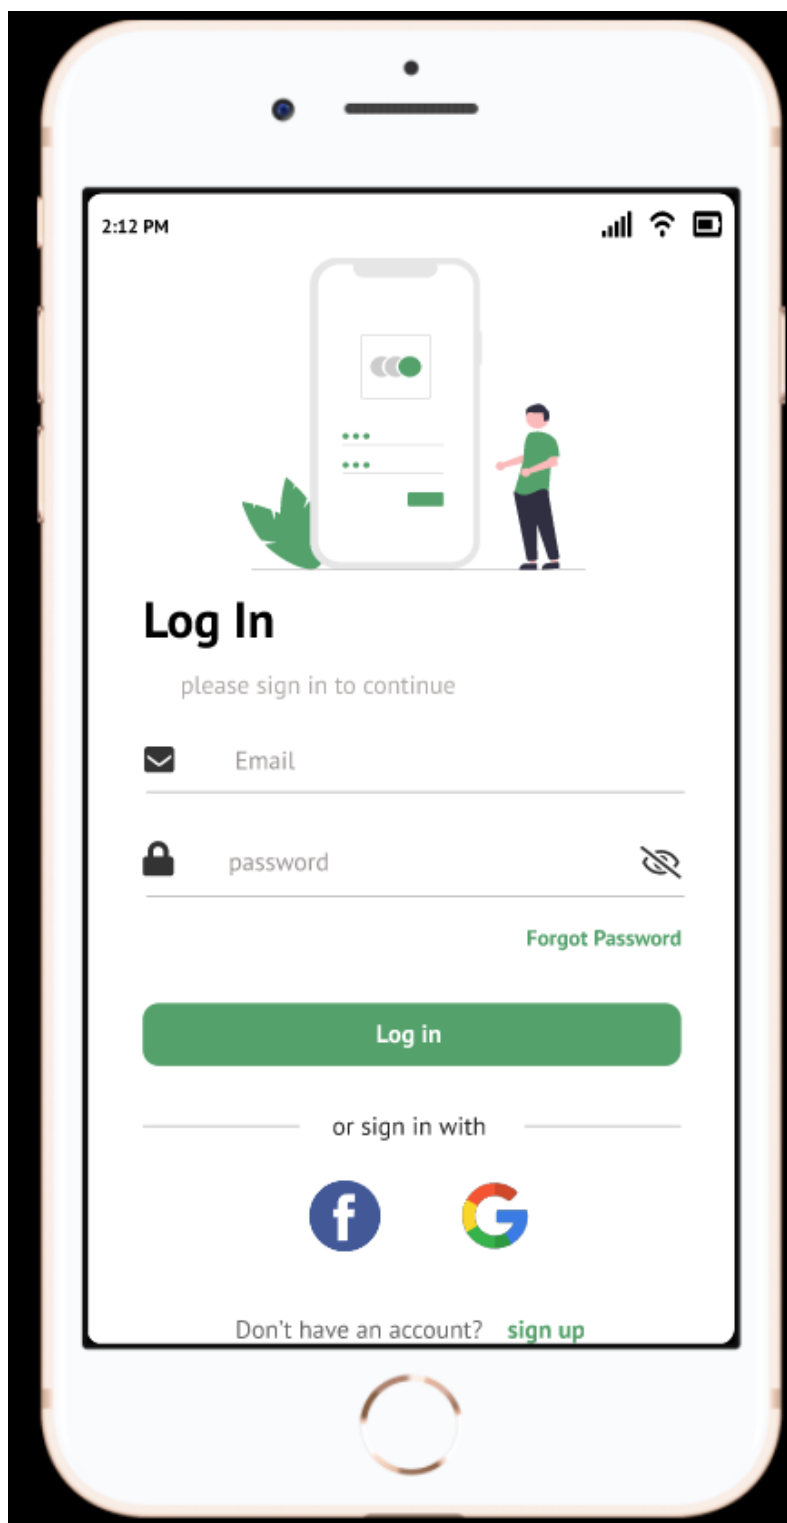 2:12 PM
Log In
please sign in to continue
Email
password
Forgot Password
Log in
or sign in with
Don't have an account? sign up